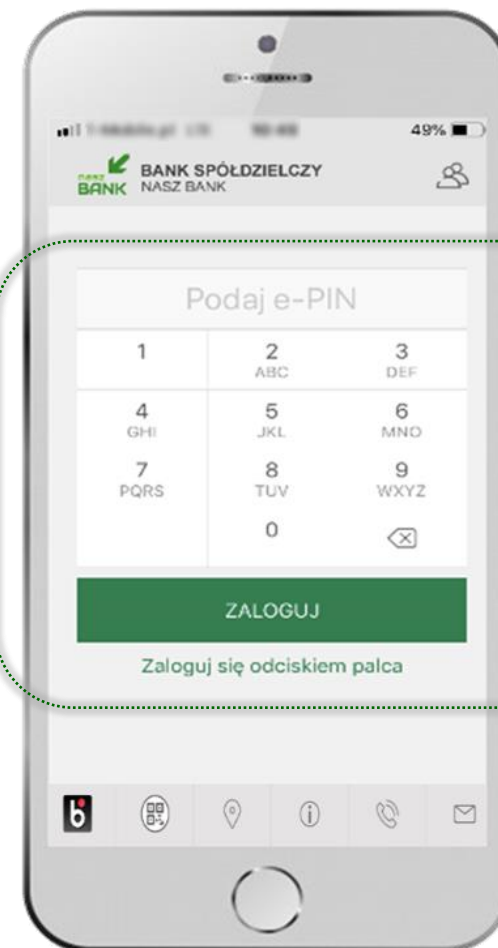 49%
nasz BANK
BANK SPÓŁDZIELCZY
NASZ BANK
Podaj e-PIN
1 2 3
ABC DEF
4 5 6
GHI JKL MNO
7 8 9
PQRS TUV WXYZ
0
ZALOGUJ
Zaloguj się odciskiem palca
b